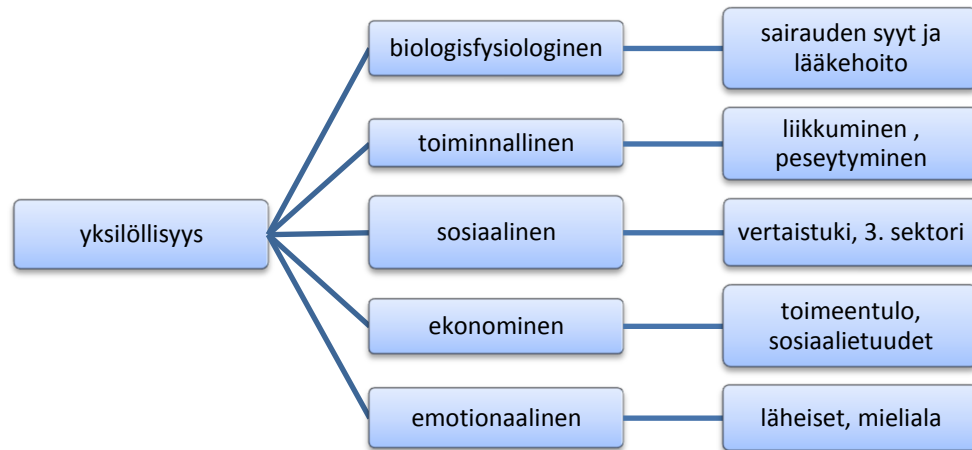 biologisfysiologinen
sairauden syyt ja
lääkehoito
toiminnallinen
liikkuminen ,
peseytyminen
yksilöllisyys
sosiaalinen
vertaistuki, 3. sektori
ekonominen
toimeentulo,
sosiaalietuudet
emotionaalinen
läheiset, mieliala